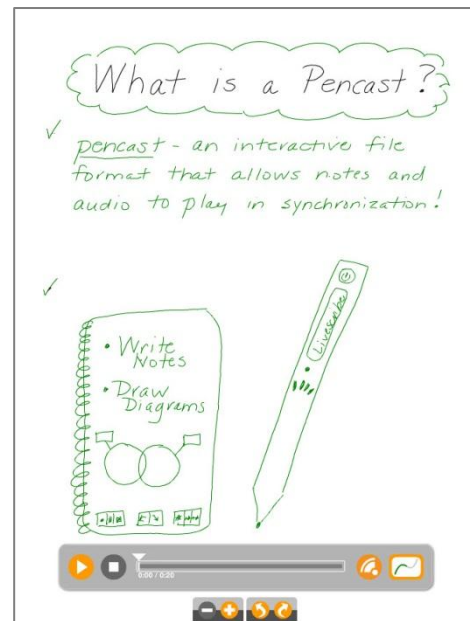 What is a Pencast?
pencast - an interactive file
format that allows notes and
audio to play in synchronization!
• Write
Notes
• Draw
Diagrams
Livescribe
0:00 / 0:20